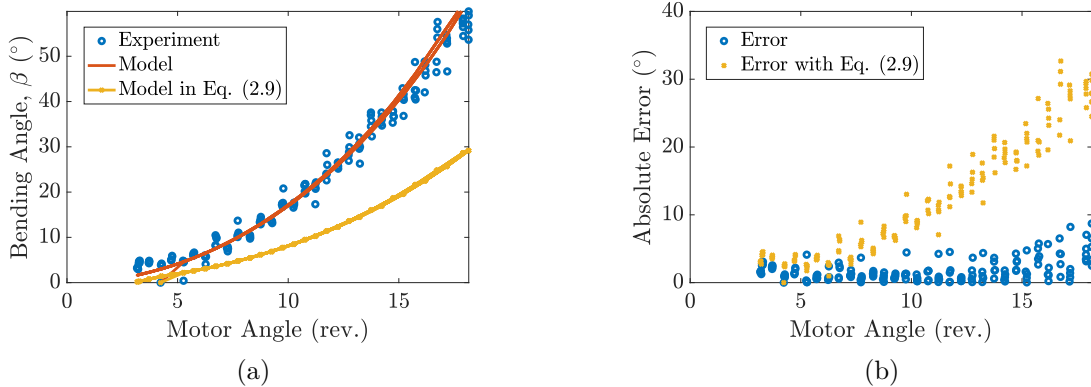 50
40
30
20
10
0
0
5
10
15
Bending Angle, β (°)
Motor Angle (rev.)
Experiment
Model
Model in Eq. (2.9)
(a)
40
30
20
10
0
0
5
10
15
Absolute Error (°)
Motor Angle (rev.)
Error
Error with Eq. (2.9)
(b)